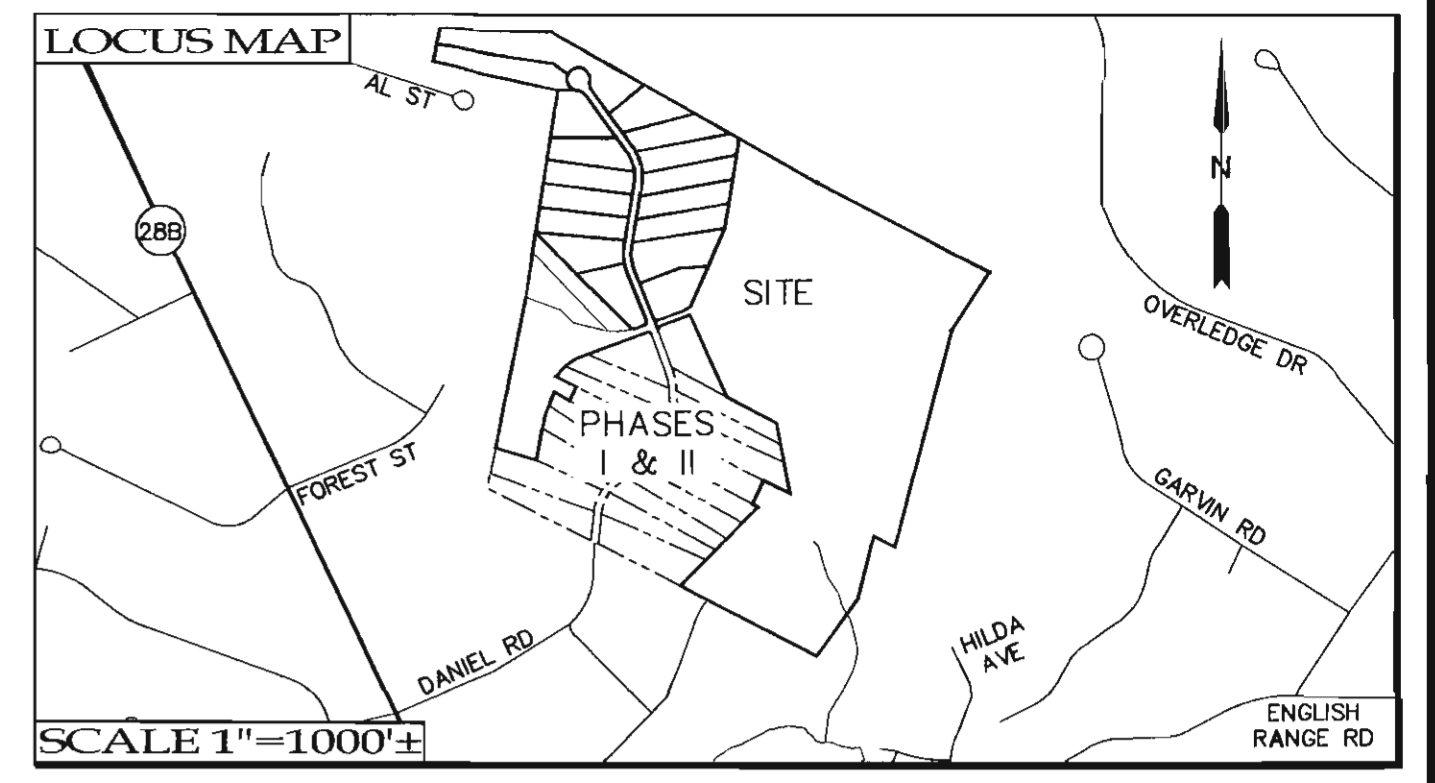 LOCUS MAP
AL ST
N
28B
SITE
OVERLEDGE DR
PHASES
I & II
FOREST ST
GARVIN RD
HILDA
AVE
DANIEL RD
ENGLISH
RANGE RD
SCALE 1"=1000'±